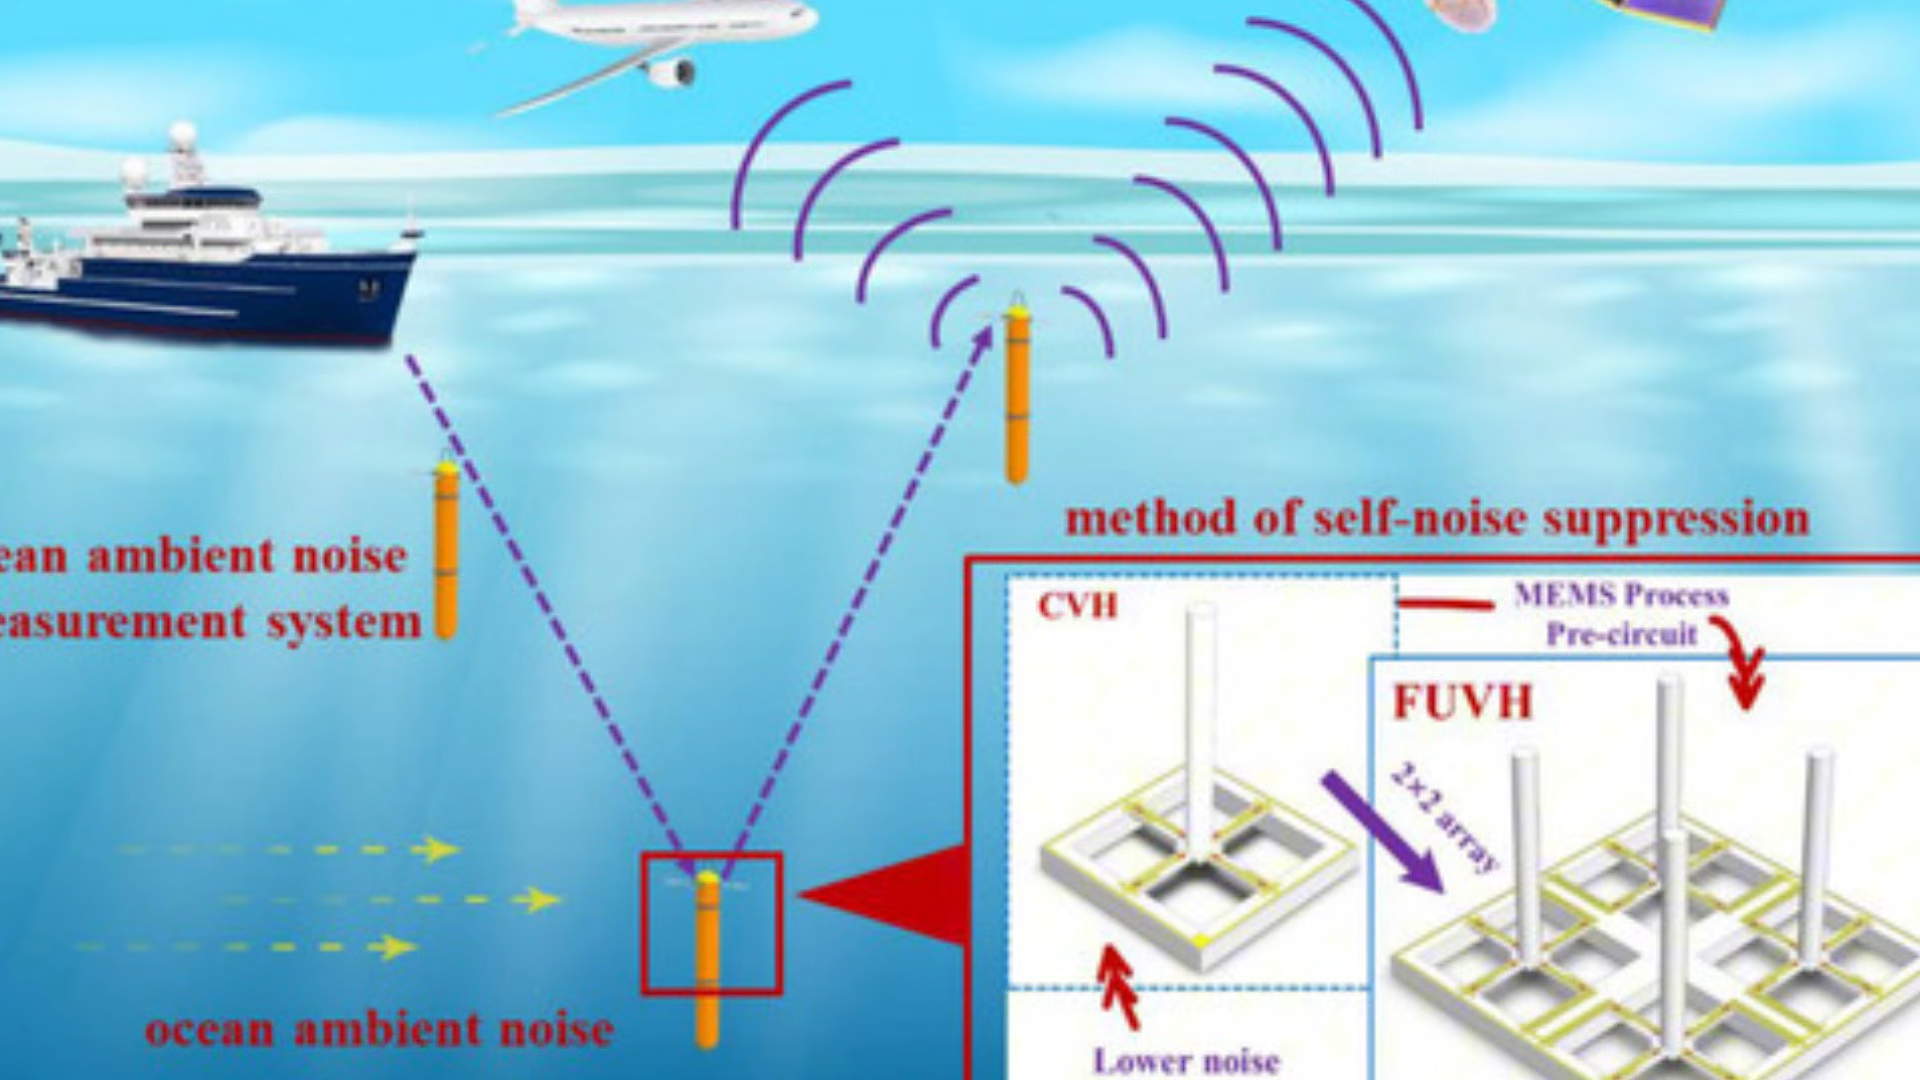 method of self-noise suppression
ean ambient noise
easurement system
CVH
MEMS Process
Pre-circuit
FUVH
2×2 array
ocean ambient noise
Lower noise